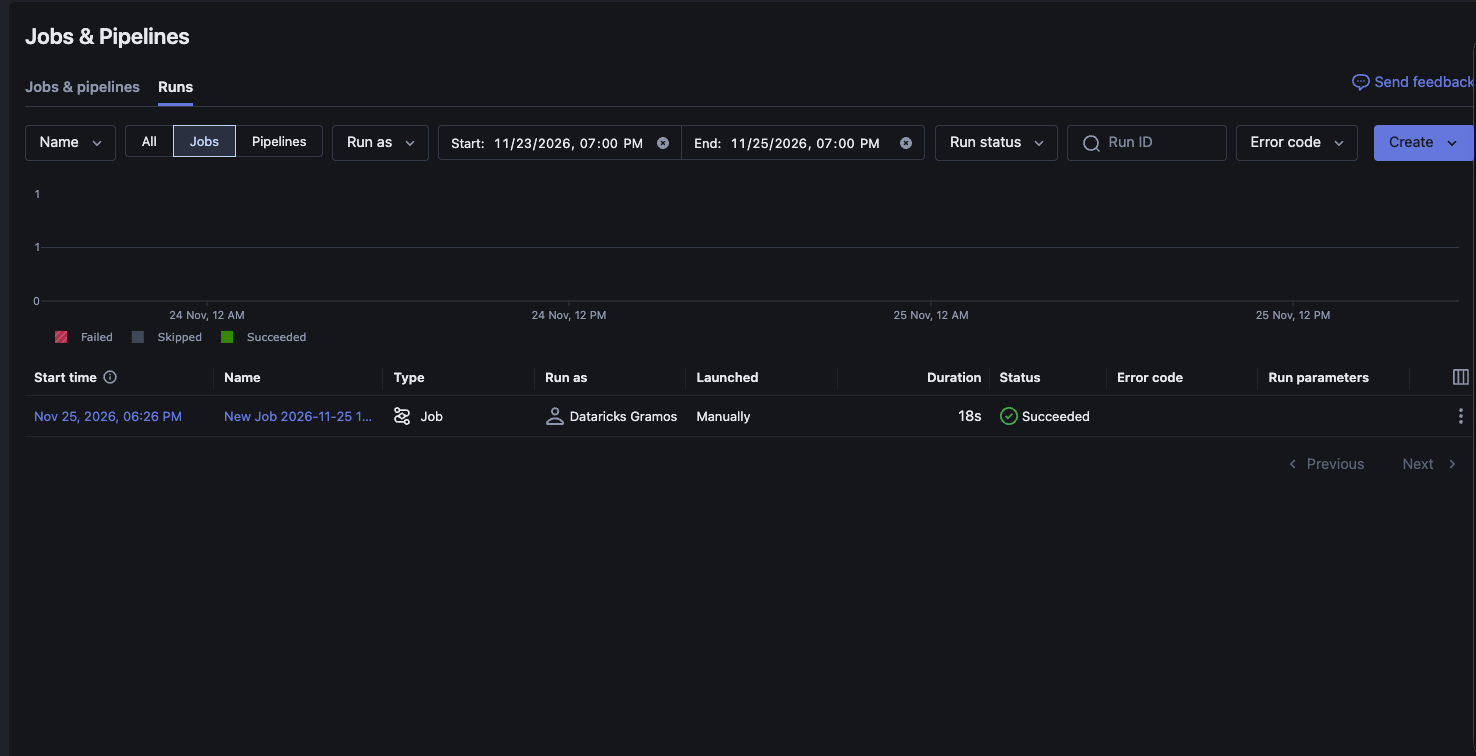 Jobs & Pipelines
Jobs & pipelines Runs
Send feedback
Name All Jobs Pipelines Run as Start: 11/23/2026, 07:00 PM End: 11/25/2026, 07:00 PM Run status Run ID Error code Create
1
1
0
24 Nov, 12 AM 24 Nov, 12 PM 25 Nov, 12 AM 25 Nov, 12 PM
Failed Skipped Succeeded
Start time Name Type Run as Launched Duration Status Error code Run parameters
Nov 25, 2026, 06:26 PM New Job 2026-11-25 1... Job Dataricks Gramos Manually 18s Succeeded
Previous Next